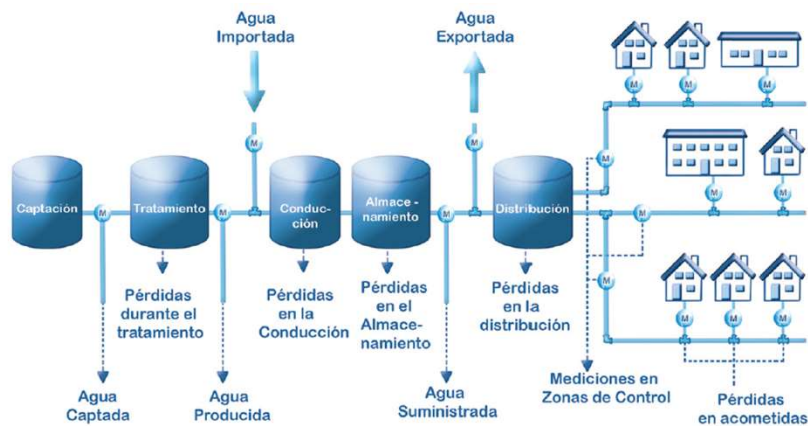 Agua
Importada
Agua
Exportada
M
M
M
M
M
M
M
M
Captación
M
Tratamiento
M
Conduc-
ción
Almace-
namiento
M
Distribución
M
M
M
M
M
Pérdidas
durante el
tratamiento
Pérdidas
en la
Conducción
Pérdidas
en el
Almace-
namiento
Pérdidas
en la
distribución
Agua
Captada
Agua
Producida
Agua
Suministrada
Mediciones en
Zonas de Control
Pérdidas
en acometidas